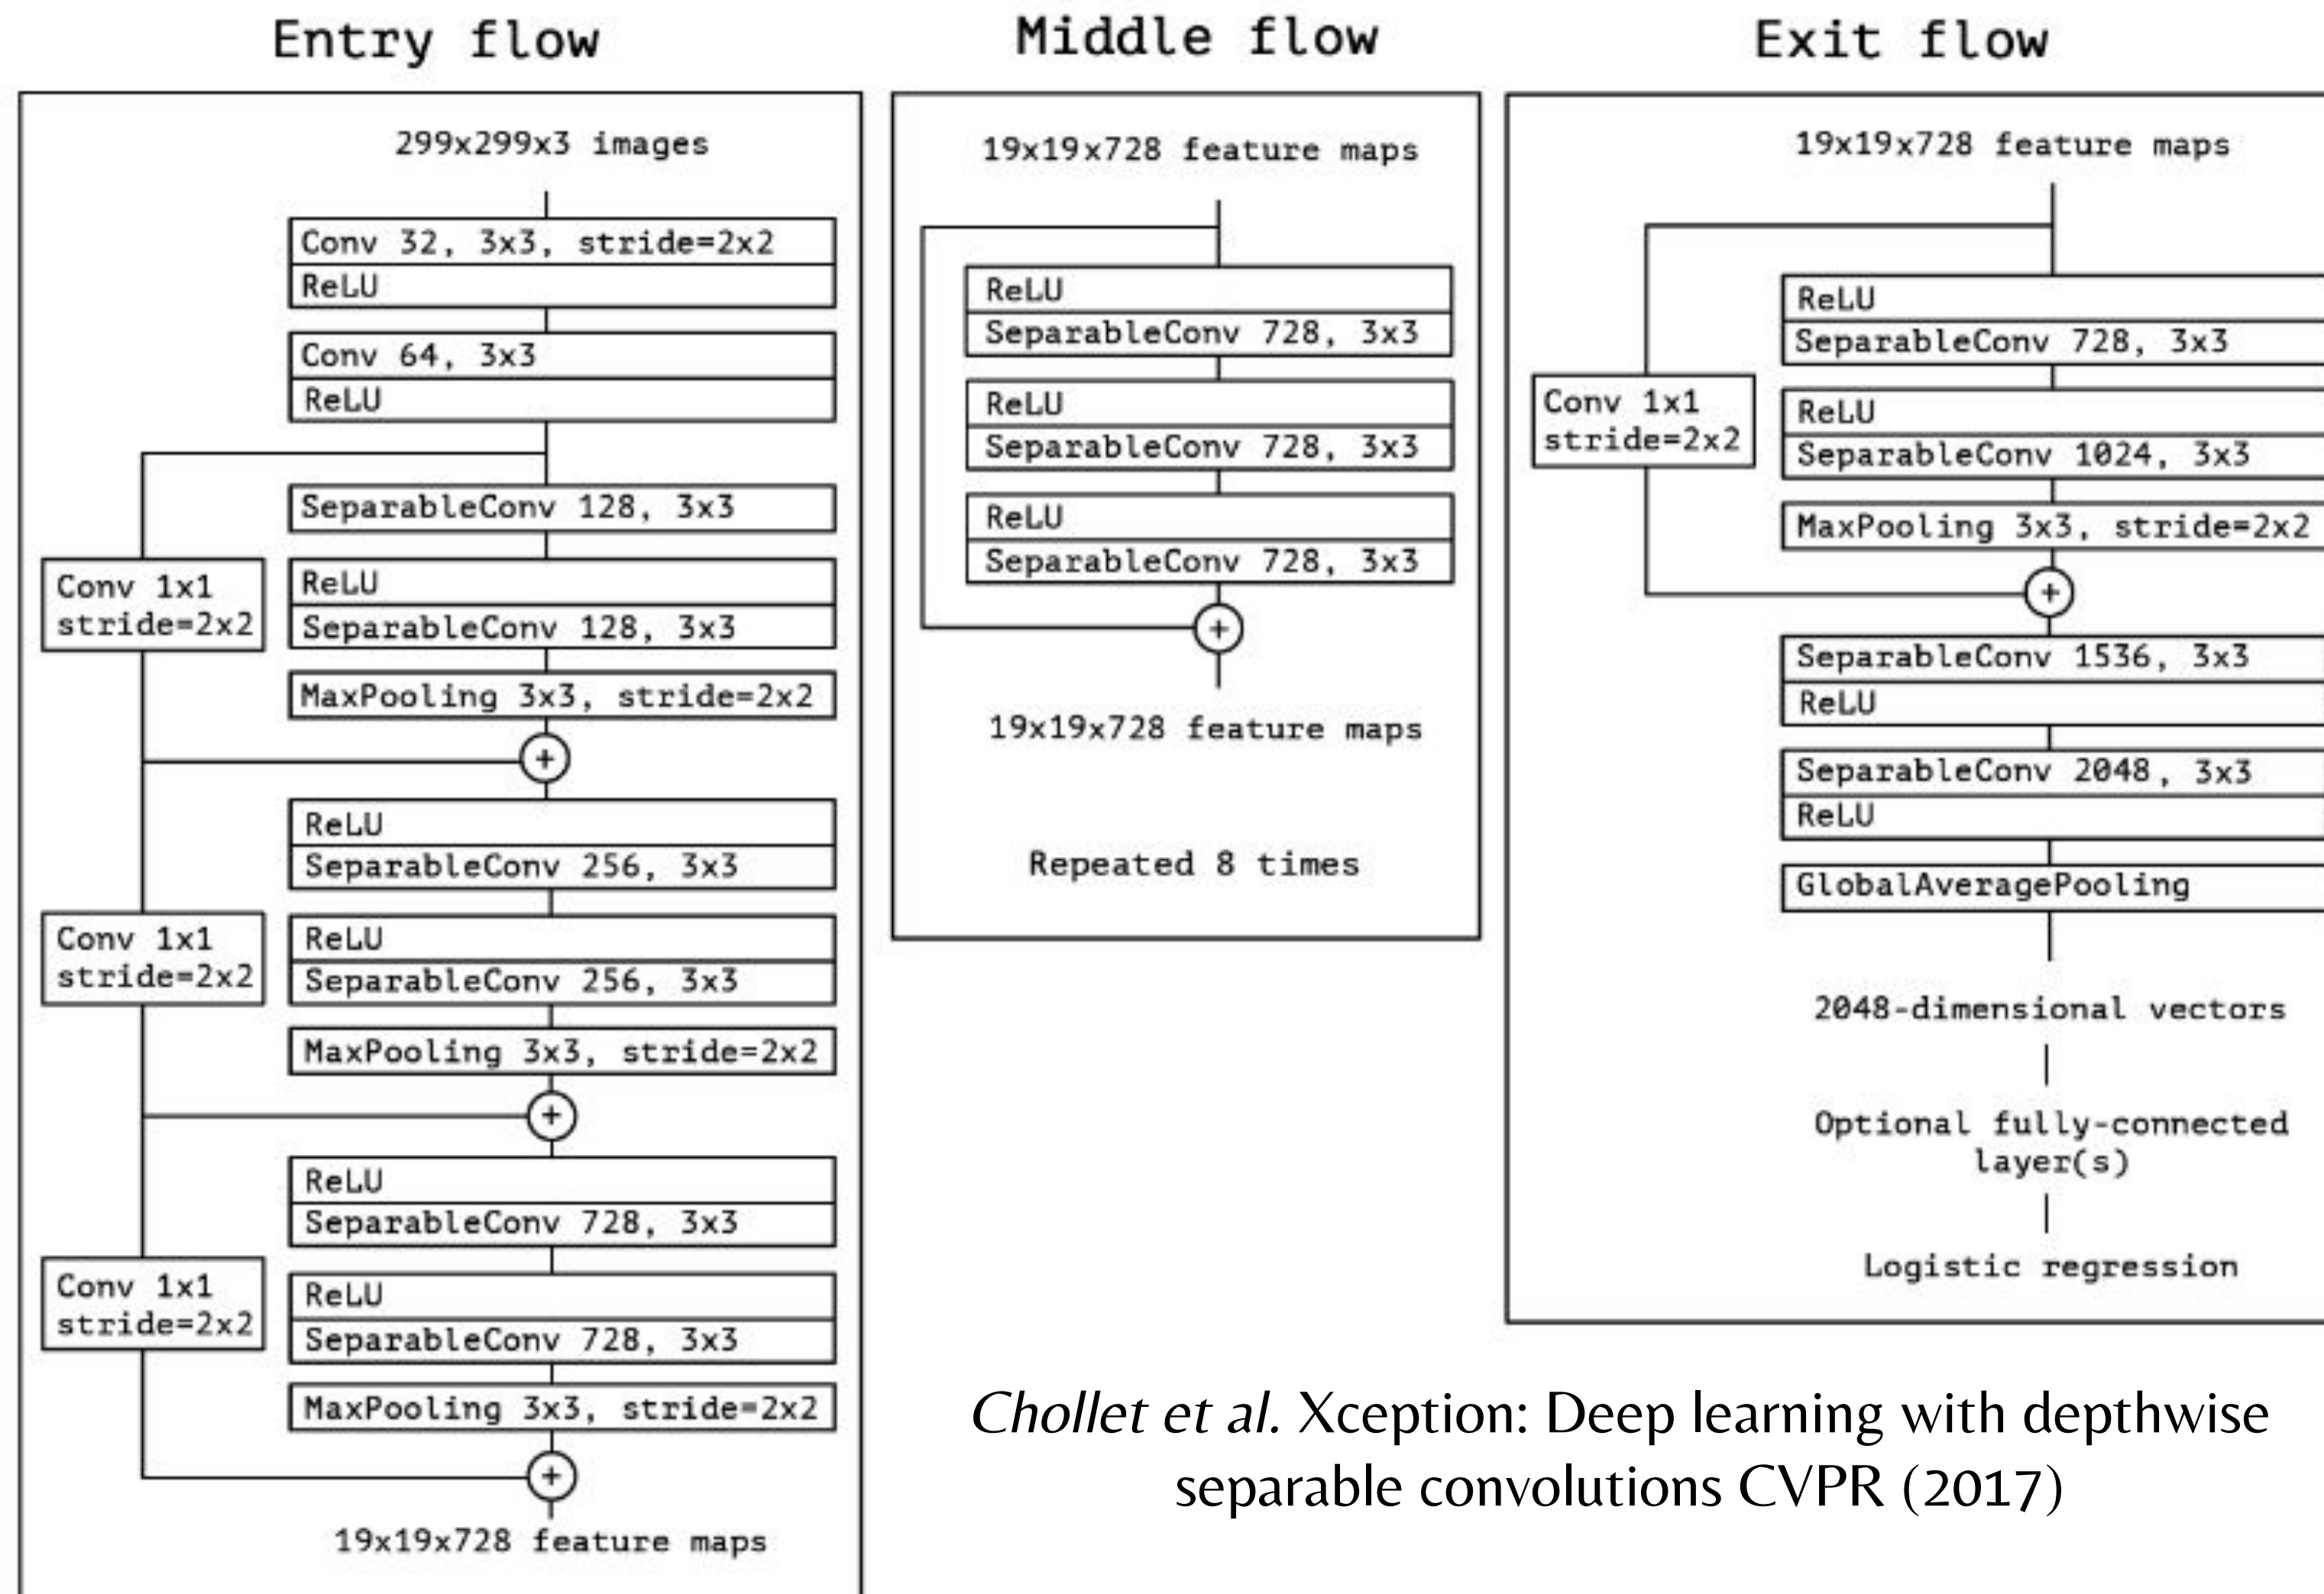 Entry flow
299x299x3 images
Conv 32, 3x3, stride=2x2
ReLU
Conv 64, 3x3
ReLU
SeparableConv 128, 3x3
Conv 1x1
stride=2x2
ReLU
SeparableConv 128, 3x3
MaxPooling 3x3, stride=2x2
+
ReLU
SeparableConv 256, 3x3
Conv 1x1
stride=2x2
ReLU
SeparableConv 256, 3x3
MaxPooling 3x3, stride=2x2
+
ReLU
SeparableConv 728, 3x3
Conv 1x1
stride=2x2
ReLU
SeparableConv 728, 3x3
MaxPooling 3x3, stride=2x2
+
19x19x728 feature maps
Middle flow
19x19x728 feature maps
ReLU
SeparableConv 728, 3x3
ReLU
SeparableConv 728, 3x3
ReLU
SeparableConv 728, 3x3
+
19x19x728 feature maps
Repeated 8 times
Exit flow
19x19x728 feature maps
ReLU
SeparableConv 728, 3x3
Conv 1x1
stride=2x2
ReLU
SeparableConv 1024, 3x3
MaxPooling 3x3, stride=2x2
+
SeparableConv 1536, 3x3
ReLU
SeparableConv 2048, 3x3
ReLU
GlobalAveragePooling
2048-dimensional vectors
Optional fully-connected
layer(s)
Logistic regression
Chollet et al. Xception: Deep learning with depthwise
separable convolutions CVPR (2017)